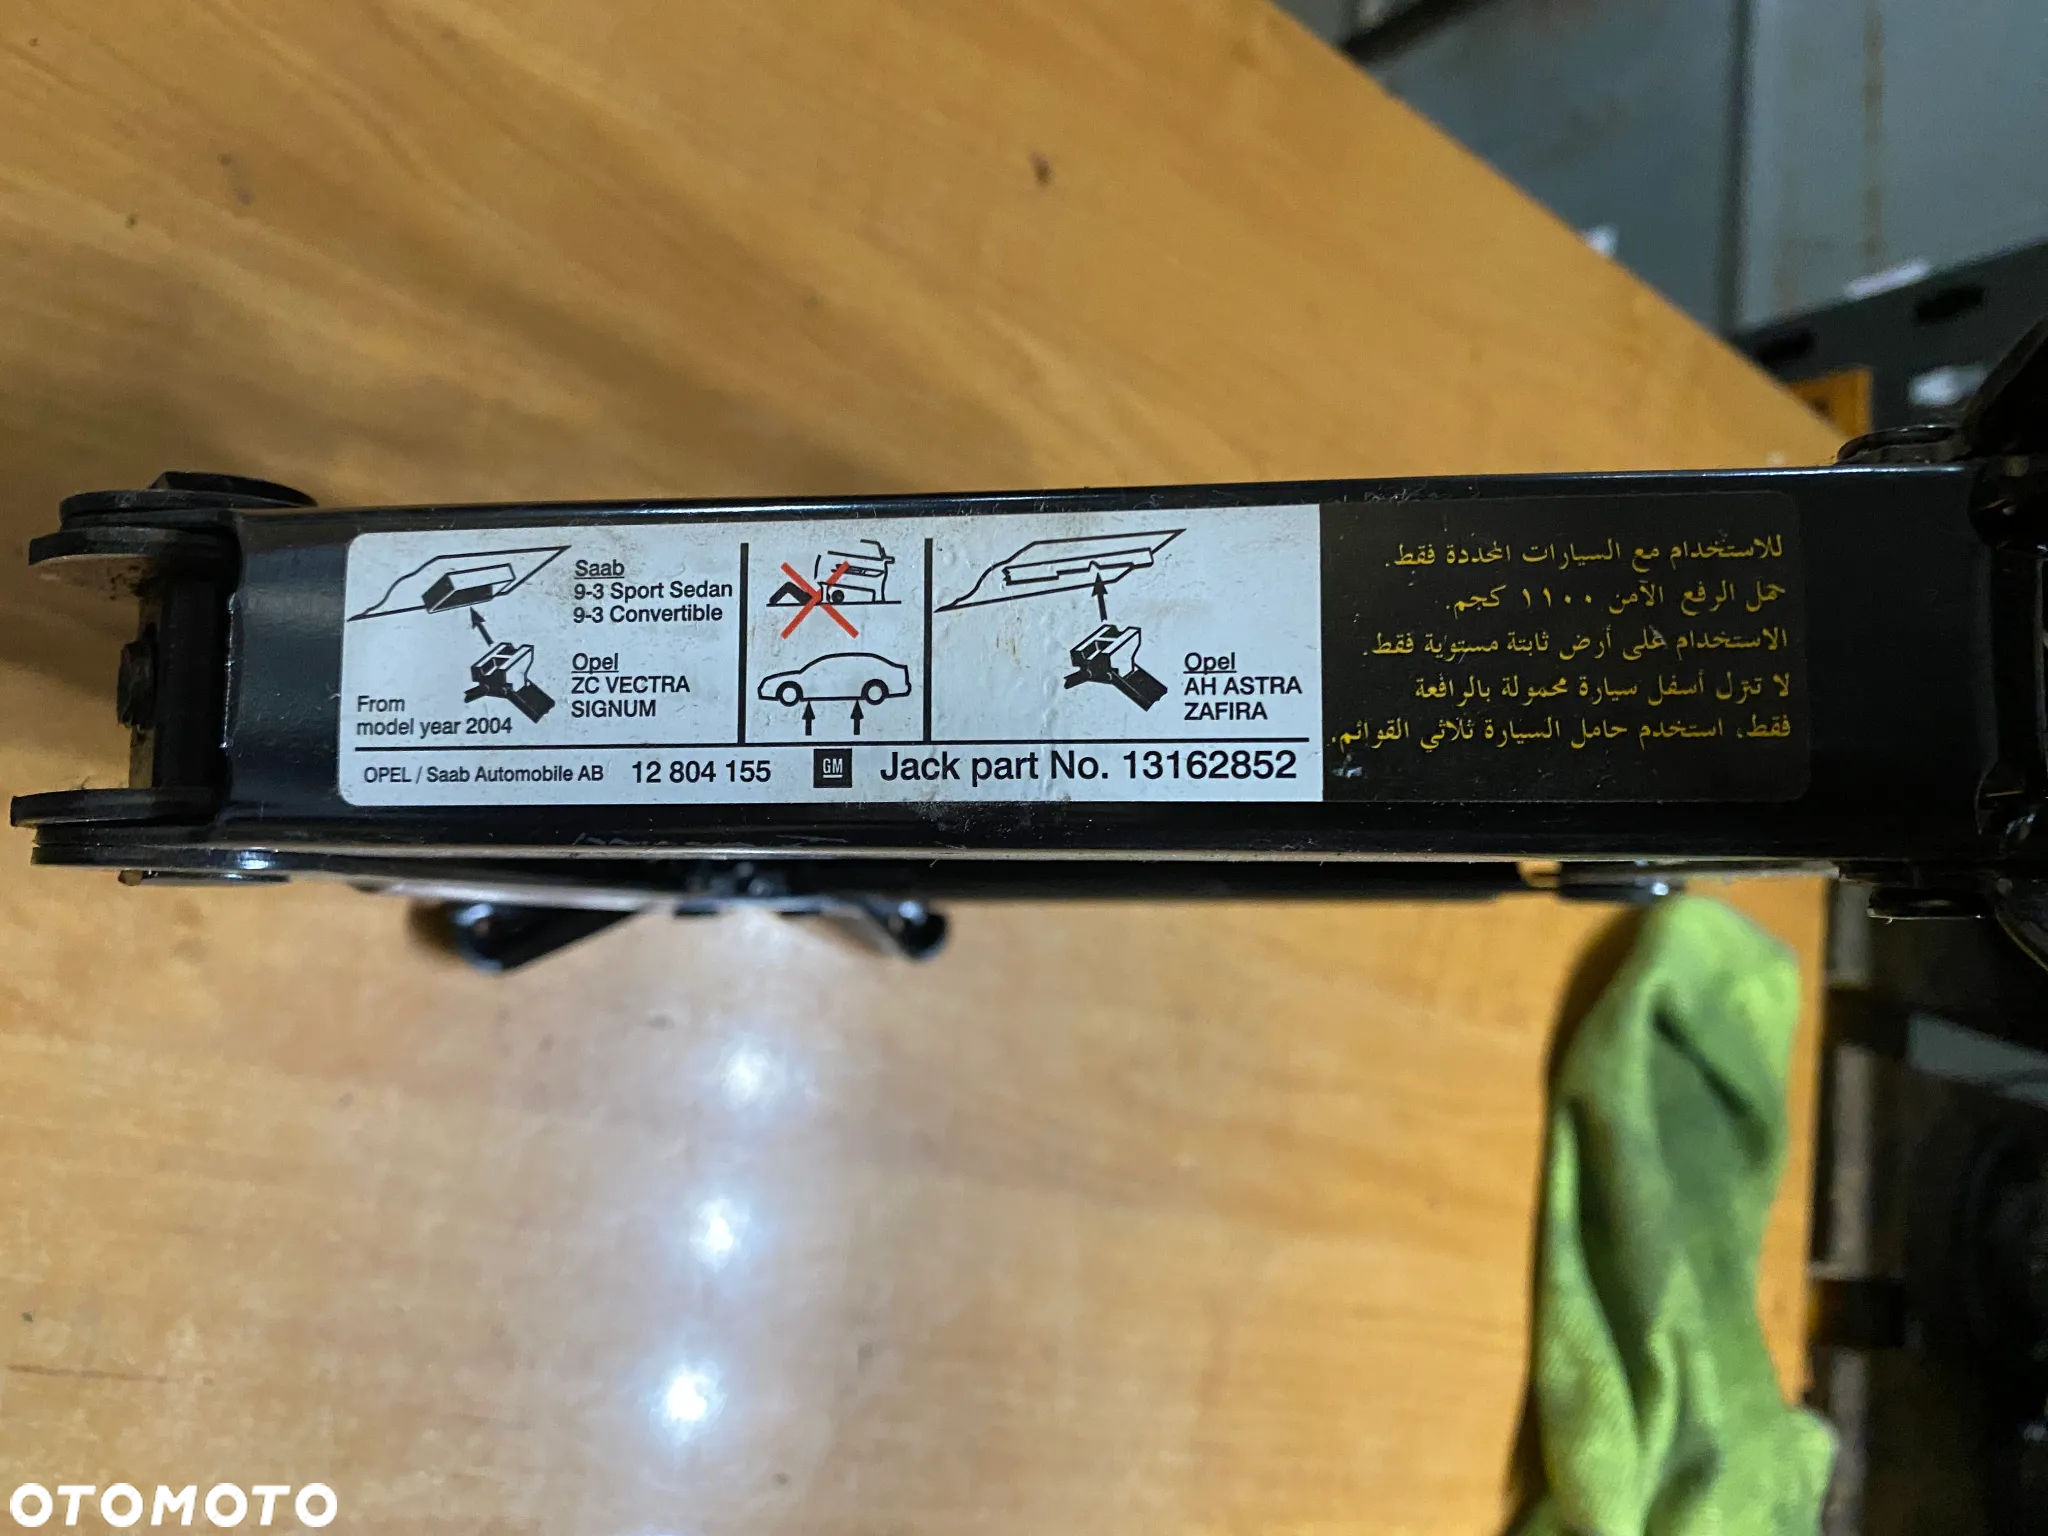 Saab
9-3 Sport Sedan
9-3 Convertible
Opel
ZC VECTRA
SIGNUM
From
model year 2004
Opel
AH ASTRA
ZAFIRA
OPEL / Saab Automobile AB 12 804 155 GM Jack part No. 13162852
للاستخدام مع السيارات المحددة فقط.
حمل الرفع الآمن ١١٠٠ كجم.
الاستخدام على أرض ثابتة مستوية فقط.
لا تنزل أسفل سيارة محمولة بالرافعة
فقط، استخدم حامل السيارة ثلاثي القوائم.
OTOMOTO